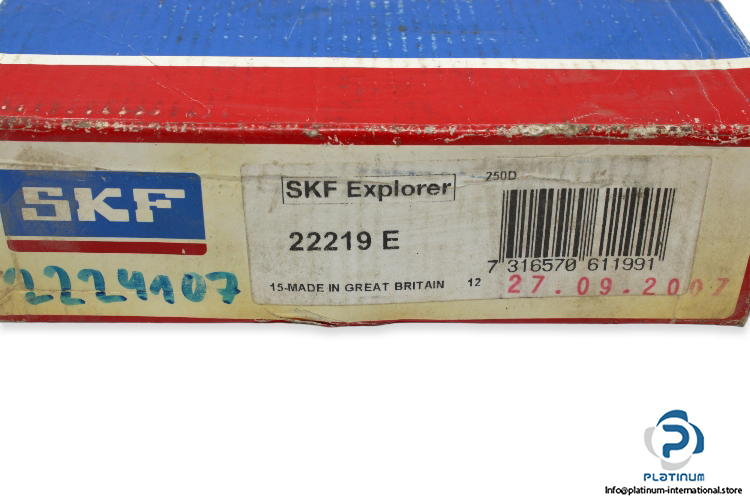 SKF Explorer
250D
SKF
22219 E
7 316570 611991
2224107
15-MADE IN GREAT BRITAIN 12
27.09.2007
PLATINUM
Info@platinum-international.store